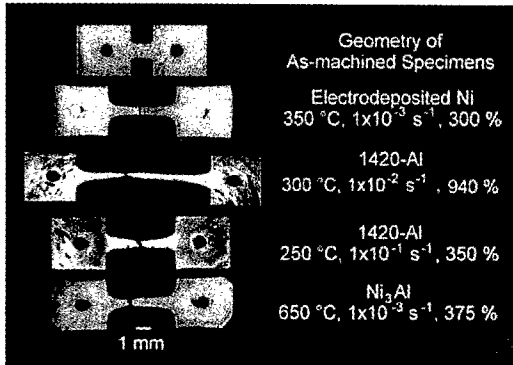 Geometry of
As-machined Specimens
Electrodeposited Ni
350 °C, 1x10⁻³ s⁻¹, 300 %
1420-Al
300 °C, 1x10⁻² s⁻¹, 940 %
1420-Al
250 °C, 1x10⁻¹ s⁻¹, 350 %
Ni₃Al
650 °C, 1x10⁻³ s⁻¹, 375 %
1 mm